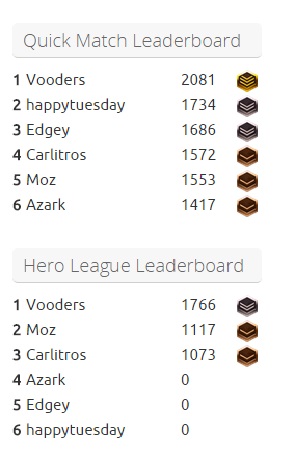 Quick Match Leaderboard
1 Vooders 2081
2 happytuesday 1734
3 Edgey 1686
4 Carlitros 1572
5 Moz 1553
6 Azark 1417
Hero League Leaderboard
1 Vooders 1766
2 Moz 1117
3 Carlitros 1073
4 Azark 0
5 Edgey 0
6 happytuesday 0